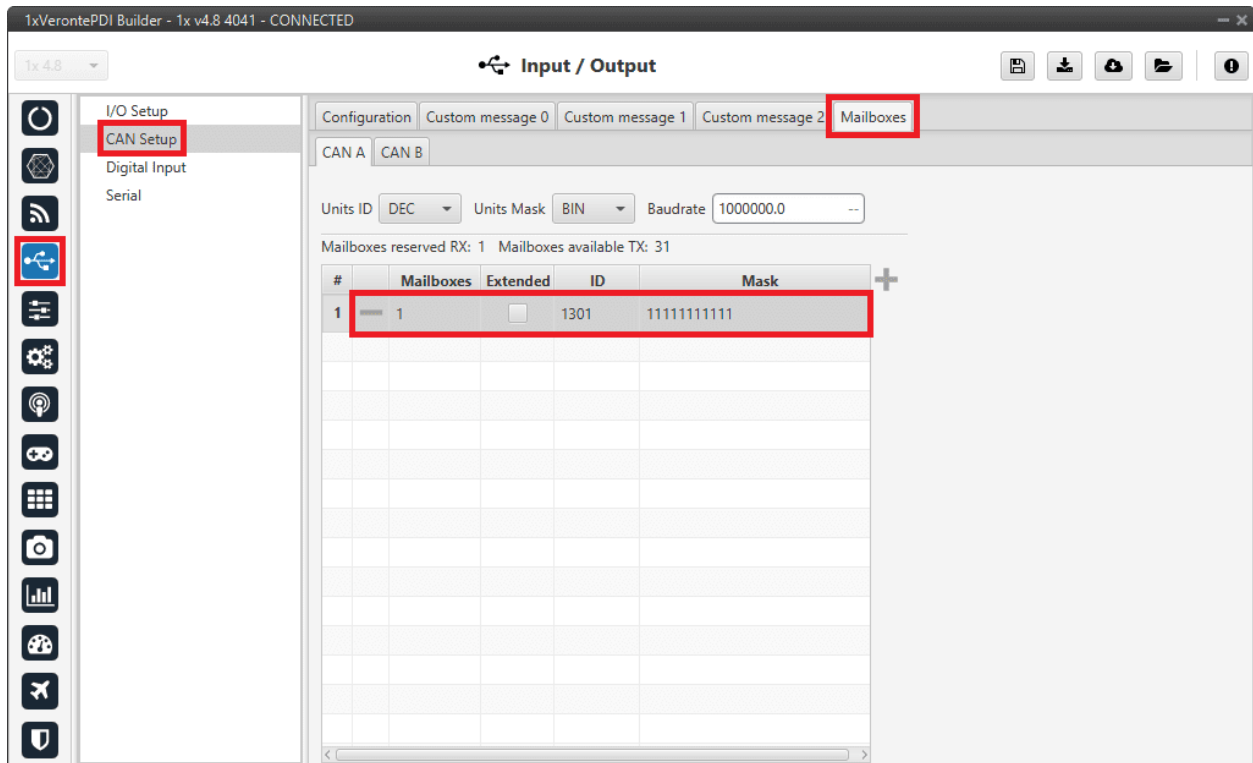 1xVerontePDI Builder - 1x v4.8 4041 - CONNECTED
1x 4.8
Input / Output
I/O Setup
CAN Setup
Digital Input
Serial
Configuration Custom message 0 Custom message 1 Custom message 2 Mailboxes
CAN A CAN B
Units ID DEC Units Mask BIN Baudrate 1000000.0 --
Mailboxes reserved RX: 1 Mailboxes available TX: 31
# Mailboxes Extended ID Mask
1 1 1301 11111111111